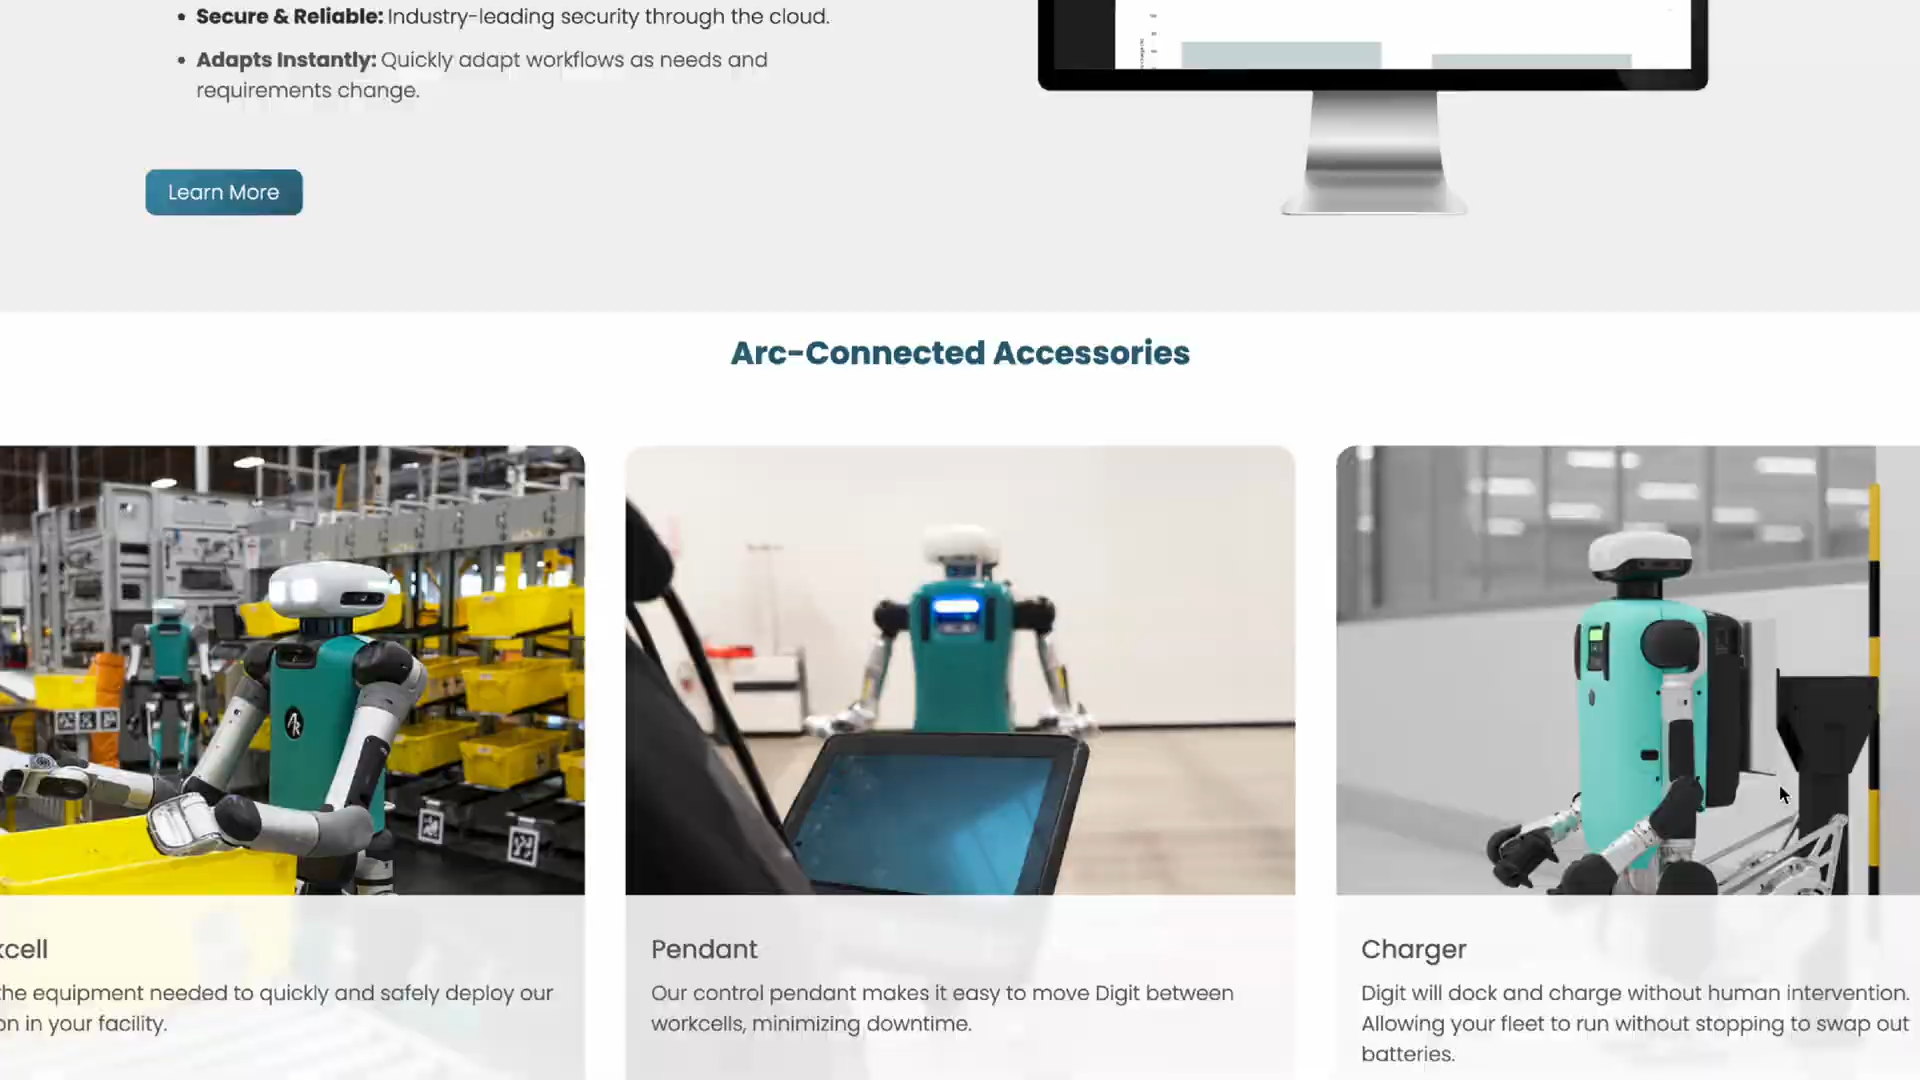 Secure & Reliable: Industry-leading security through the cloud.
Adapts Instantly: Quickly adapt workflows as needs and
requirements change.
Learn More
Arc-Connected Accessories
kcell
the equipment needed to quickly and safely deploy our
on in your facility.
Pendant
Our control pendant makes it easy to move Digit between
workcells, minimizing downtime.
Charger
Digit will dock and charge without human intervention.
Allowing your fleet to run without stopping to swap out
batteries.